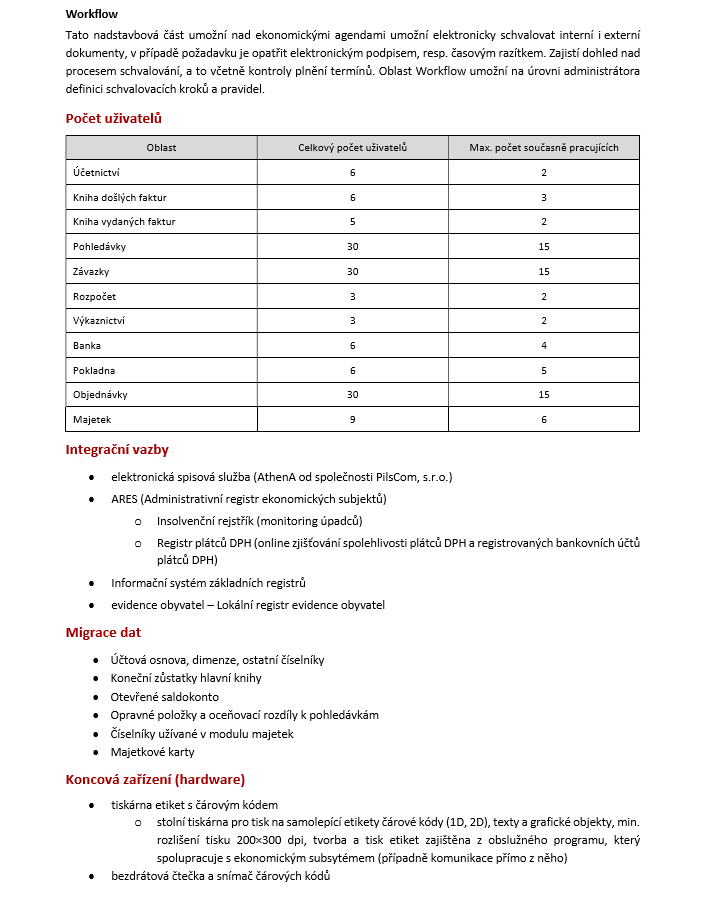 Workflow
Tato nadstavbová část umožní nad ekonomickými agendami umožní elektronicky schvalovat interní i externí
dokumenty, v případě požadavku je opatřit elektronickým podpisem, resp. časovým razítkem. Zajistí dohled nad
procesem schvalování, a to včetně kontroly plnění termínů. Oblast Workflow umožní na úrovni administrátora
definici schvalovacích kroků a pravidel.
Počet uživatelů
Oblast Celkový počet uživatelů Max. počet současně pracujících
Účetnictví 6 2
Kniha došlých faktur 6 3
Kniha vydaných faktur 5 2
Pohledávky 30 15
Závazky 30 15
Rozpočet 3 2
Výkaznictví 3 2
Banka 6 4
Pokladna 6 5
Objednávky 30 15
Majetek 9 6
Integrační vazby
• elektronická spisová služba (AthenA od společnosti PilsCom, s.r.o.)
• ARES (Administrativní registr ekonomických subjektů)
o Insolvenční rejstřík (monitoring úpadců)
o Registr plátců DPH (online zjišťování spolehlivosti plátců DPH a registrovaných bankovních účtů
plátců DPH)
• Informační systém základních registrů
• evidence obyvatel – Lokální registr evidence obyvatel
Migrace dat
• Účtová osnova, dimenze, ostatní číselníky
• Koneční zůstatky hlavní knihy
• Otevřené saldokonto
• Opravné položky a oceňovací rozdíly k pohledávkám
• Číselníky užívané v modulu majetek
• Majetkové karty
Koncová zařízení (hardware)
• tiskárna etiket s čárovým kódem
o stolní tiskárna pro tisk na samolepící etikety čárové kódy (1D, 2D), texty a grafické objekty, min.
rozlišení tisku 200×300 dpi, tvorba a tisk etiket zajištěna z obslužného programu, který
spolupracuje s ekonomickým subsytémem (případně komunikace přímo z něho)
• bezdrátová čtečka a snímač čárových kódů